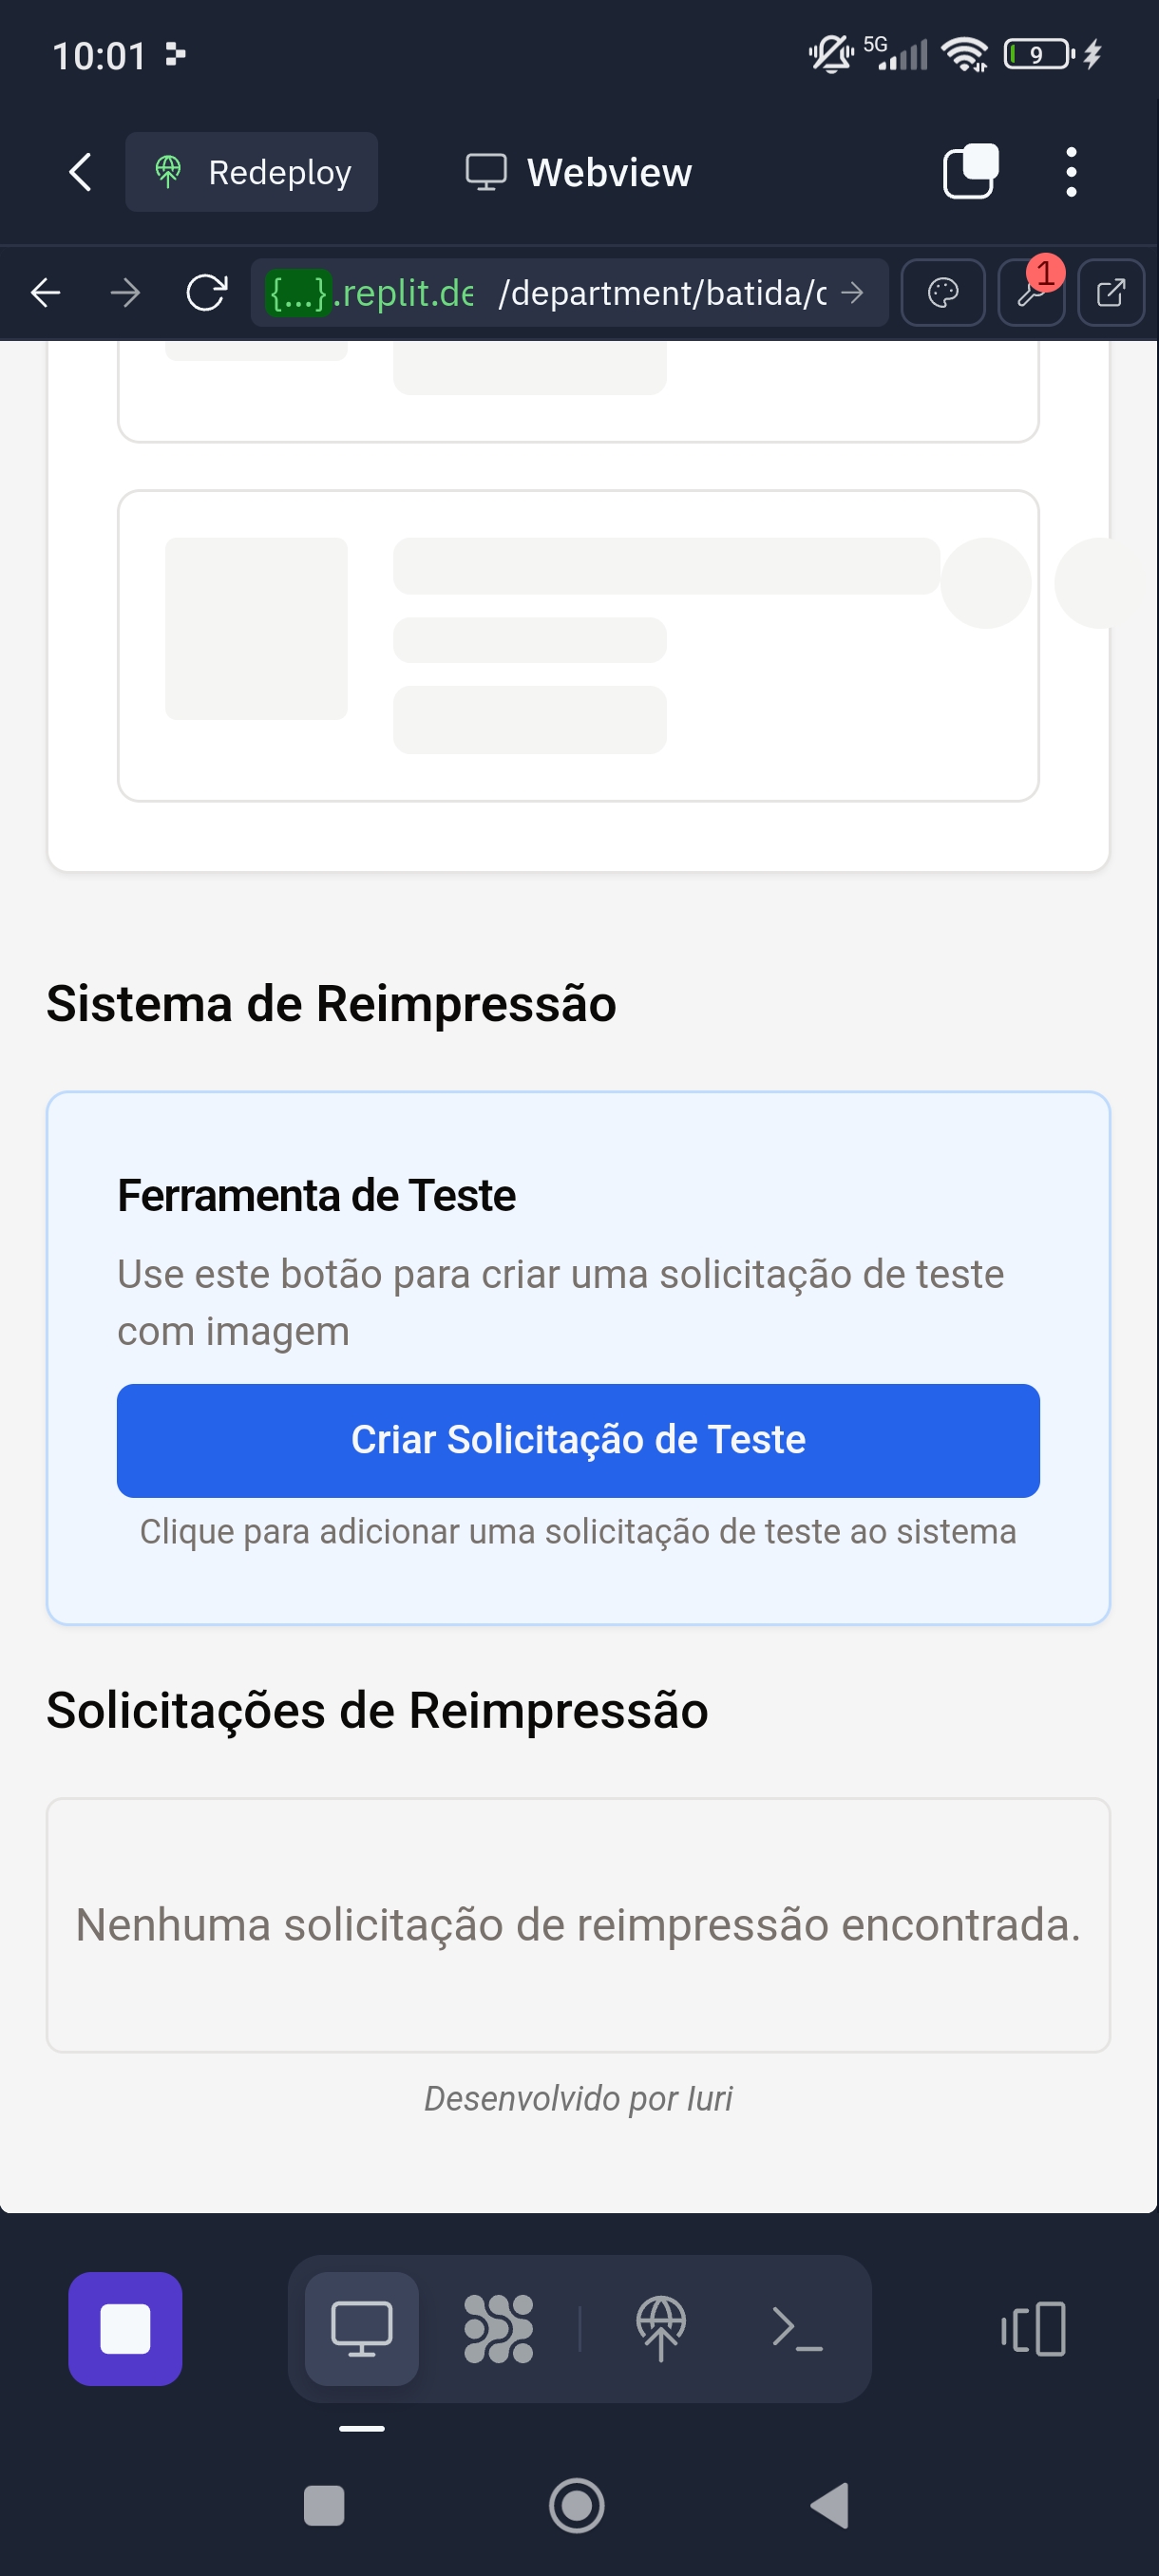 10:01
5G
9
Redeploy
Webview
{...}.replit.de /department/batida/c
1
Sistema de Reimpressão
Ferramenta de Teste
Use este botão para criar uma solicitação de teste
com imagem
Criar Solicitação de Teste
Clique para adicionar uma solicitação de teste ao sistema
Solicitações de Reimpressão
Nenhuma solicitação de reimpressão encontrada.
Desenvolvido por Iuri